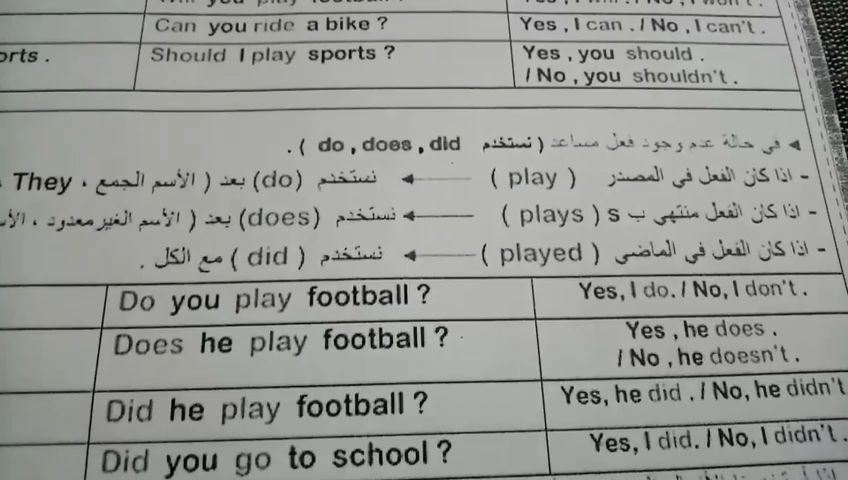 Can you ride a bike ? Yes , I can . / No , I can't .
orts . Should I play sports ? Yes , you should .
/ No , you shouldn't .
في حالة عدم وجود فعل مساعد ( نستخدم do , does , did ) .
- اذا كان الفعل في المصدر ( play ) نستخدم (do) بعد ( الأسم الجمع ، They
- اذا كان الفعل منتهي ب s ( plays ) نستخدم (does) بعد ( الأسم الغير معدود ،
- اذا كان الفعل في الماضي ( played ) نستخدم ( did ) مع الكل .
Do you play football ? Yes, I do. / No, I don't .
Does he play football ? Yes , he does .
/ No , he doesn't .
Did he play football ? Yes, he did . / No, he didn't
Did you go to school ? Yes, I did. / No, I didn't .